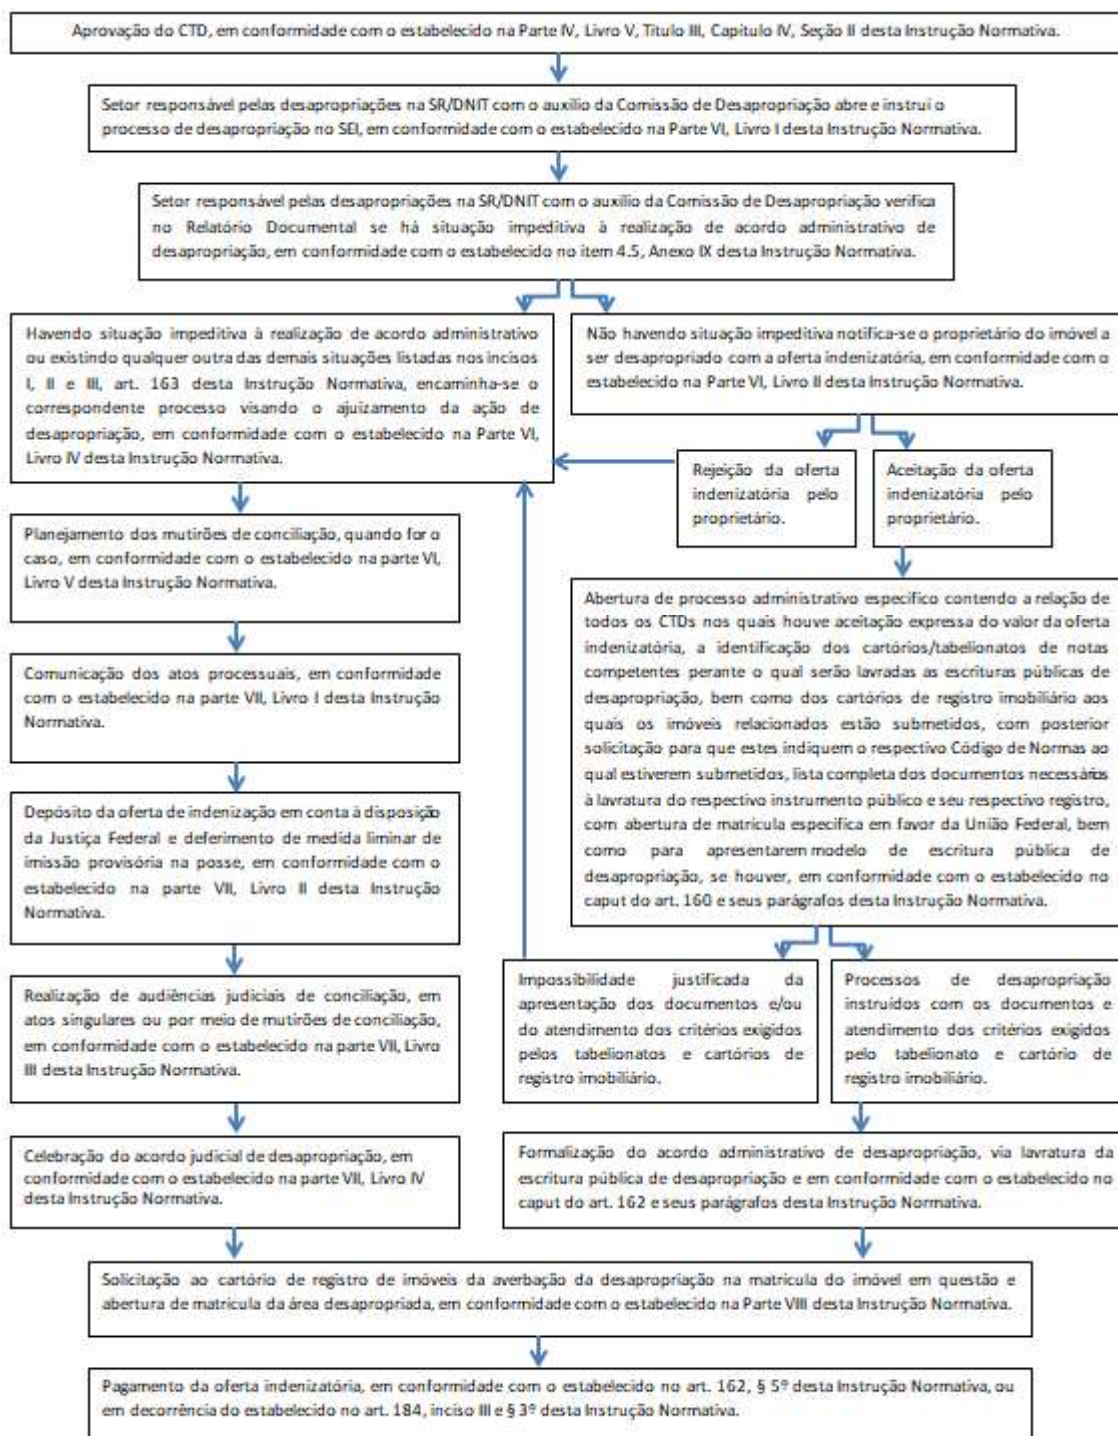 Aprovação do CTD, em conformidade com o estabelecido na Parte IV, Livro V, Título III, Capítulo IV, Seção II desta Instrução Normativa.
Setor responsável pelas desapropriações na SR/DNIT com o auxílio da Comissão de Desapropriação abre e instrui o
processo de desapropriação no SEI, em conformidade com o estabelecido na Parte VI, Livro I desta Instrução Normativa.
Setor responsável pelas desapropriações na SR/DNIT com o auxílio da Comissão de Desapropriação verifica
no Relatório Documental se há situação impeditiva à realização de acordo administrativo de
desapropriação, em conformidade com o estabelecido no item 4.5, Anexo IX desta Instrução Normativa.
Havendo situação impeditiva à realização de acordo administrativo
ou existindo qualquer outra das demais situações listadas nos incisos
I, II e III, art. 163 desta Instrução Normativa, encaminha-se o
correspondente processo visando o ajuizamento da ação de
desapropriação, em conformidade com o estabelecido na Parte VI,
Livro IV desta Instrução Normativa.
Não havendo situação impeditiva notifica-se o proprietário do imóvel a
ser desapropriado com a oferta indenizatória, em conformidade com o
estabelecido na Parte VI, Livro II desta Instrução Normativa.
Rejeição da oferta
indenizatória pelo
proprietário.
Aceitação da oferta
indenizatória pelo
proprietário.
Planejamento dos mutirões de conciliação, quando for o
caso, em conformidade com o estabelecido na parte VI,
Livro V desta Instrução Normativa.
Comunicação dos atos processuais, em conformidade
com o estabelecido na parte VII, Livro I desta Instrução
Normativa.
Depósito da oferta de indenização em conta à disposição
da Justiça Federal e deferimento de medida liminar de
imissão provisória na posse, em conformidade com o
estabelecido na parte VII, Livro II desta Instrução
Normativa.
Realização de audiências judiciais de conciliação, em
atos singulares ou por meio de mutirões de conciliação,
em conformidade com o estabelecido na parte VII, Livro
III desta Instrução Normativa.
Celebração do acordo judicial de desapropriação, em
conformidade com o estabelecido na parte VII, Livro IV
desta Instrução Normativa.
Abertura de processo administrativo específico contendo a relação de
todos os CTDs nos quais houve aceitação expressa do valor da oferta
indenizatória, a identificação dos cartórios/tabelionatos de notas
competentes perante o qual serão lavradas as escrituras públicas de
desapropriação, bem como dos cartórios de registro imobiliário aos
quais os imóveis relacionados estão submetidos, com posterior
solicitação para que estes indiquem o respectivo Código de Normas ao
qual estiverem submetidos, lista completa dos documentos necessários
à lavratura do respectivo instrumento público e seu respectivo registro,
com abertura de matrícula específica em favor da União Federal, bem
como para apresentarem modelo de escritura pública de
desapropriação, se houver, em conformidade com o estabelecido no
caput do art. 160 e seus parágrafos desta Instrução Normativa.
Impossibilidade justificada da
apresentação dos documentos e/ou
do atendimento dos critérios exigidos
pelos tabelionatos e cartórios de
registro imobiliário.
Processos de desapropriação
instruídos com os documentos e
atendimento dos critérios exigidos
pelo tabelionato e cartório de
registro imobiliário.
Formalização do acordo administrativo de desapropriação, via lavratura da
escritura pública de desapropriação e em conformidade com o estabelecido no
caput do art. 162 e seus parágrafos desta Instrução Normativa.
Solicitação ao cartório de registro de imóveis da averbação da desapropriação na matrícula do imóvel em questão e
abertura de matrícula da área desapropriada, em conformidade com o estabelecido na Parte VIII desta Instrução Normativa.
Pagamento da oferta indenizatória, em conformidade com o estabelecido no art. 162, § 5º desta Instrução Normativa, ou
em decorrência do estabelecido no art. 184, inciso III e § 3º desta Instrução Normativa.